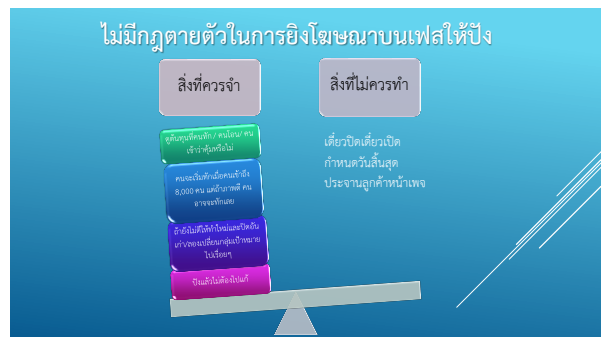 ไม่มีกฎตายตัวในการยิงโฆษณาบนเฟสให้ปัง
สิ่งที่ควรจำ
สิ่งที่ไม่ควรทำ
ดูต้นทุนที่คนทัก / คนโอน/ คน
เข้าว่าคุ้มหรือไม่
คนจะเริ่มทักเมื่อคนเข้าถึง
8,000 คน แต่ถ้าภาพดี คน
อาจจะทักเลย
ถ้ายังไม่ดีให้ทำใหม่และปิดอัน
เก่า/ลองเปลี่ยนกลุ่มเป้าหมาย
ไปเรื่อยๆ
ปังแล้วไม่ต้องไปแก้
เดี๋ยวปิดเดี๋ยวเปิด
กำหนดวันสิ้นสุด
ประจานลูกค้าหน้าเพจ